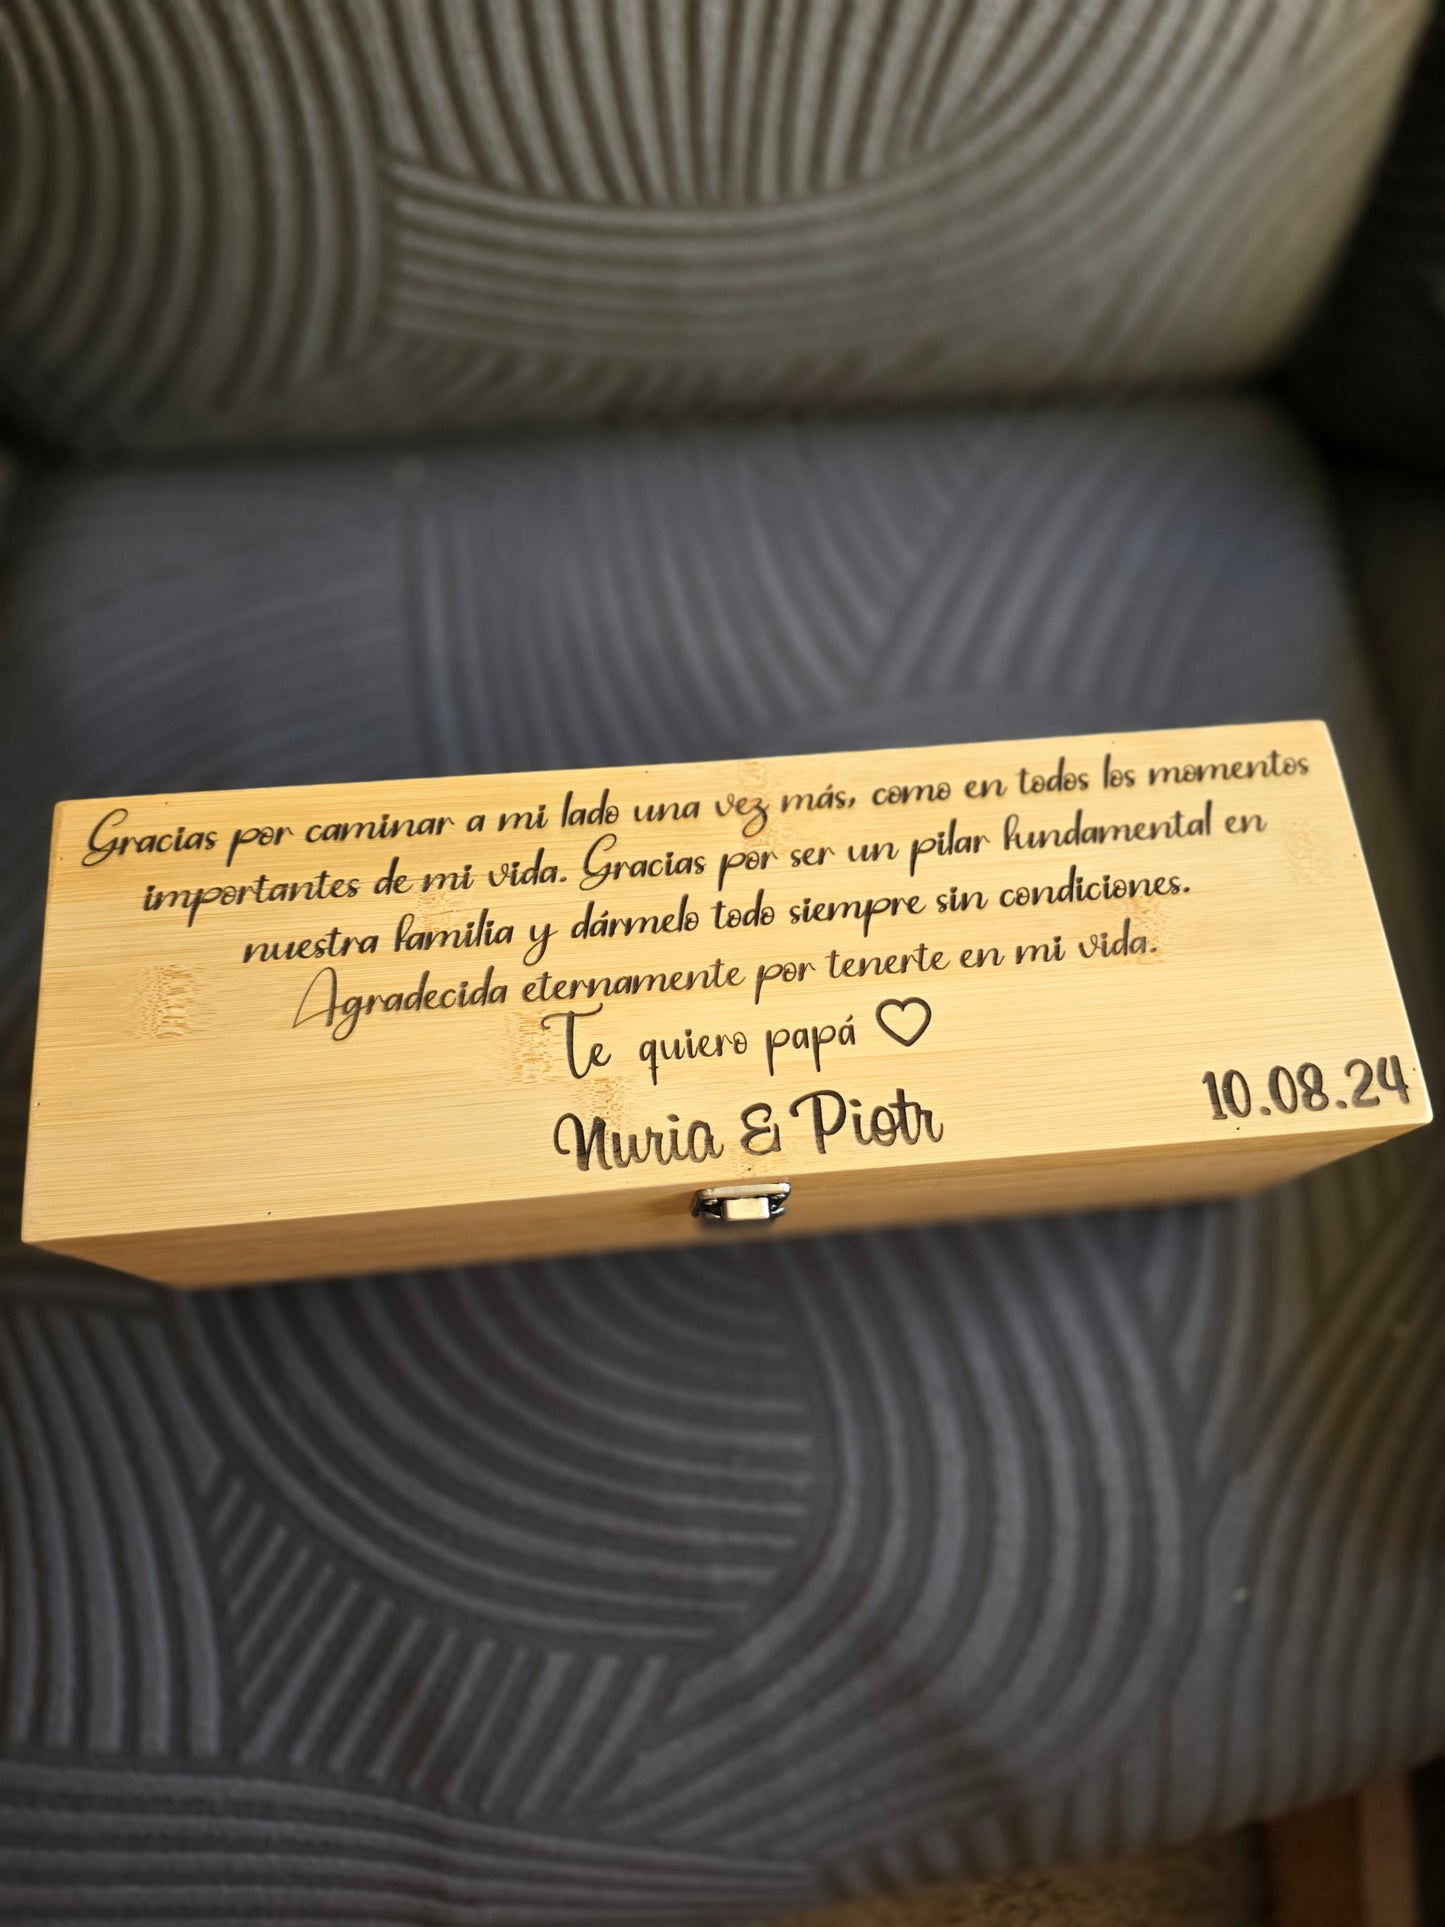 Gracias por caminar a mi lado una vez más, como en todos los momentos
importantes de mi vida. Gracias por ser un pilar fundamental en
nuestra familia y dármelo todo siempre sin condiciones.
Agradecida eternamente por tenerte en mi vida.
Te quiero papá ♡
Nuria & Piotr
10.08.24